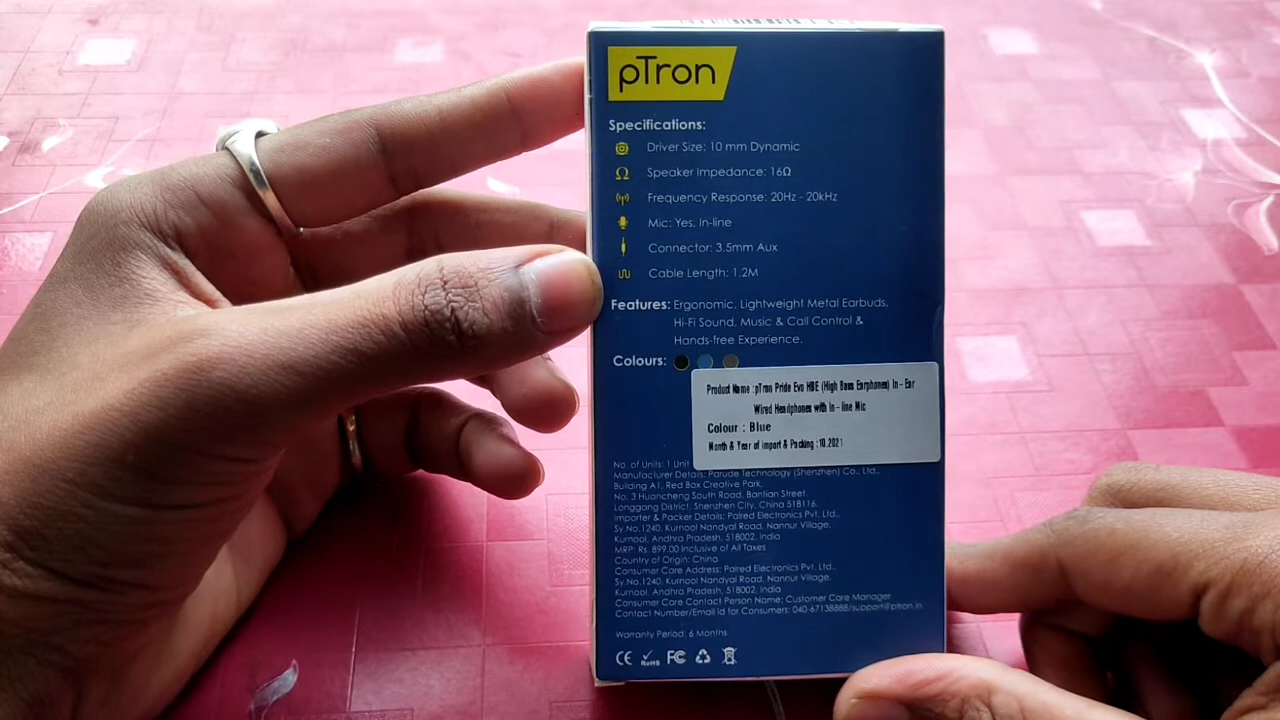 pTron
Specifications:
Driver Size: 10 mm Dynamic
Speaker Impedance: 16Ω
Frequency Response: 20Hz - 20kHz
Mic: Yes, In-line
Connector: 3.5mm Aux
Cable Length: 1.2M
Features: Ergonomic, Lightweight Metal Earbuds,
Hi-Fi Sound, Music & Call Control &
Hands-free Experience.
Colours:
Product Name :pTron Pride Evo HBE (High Bass Earphones) In-Ear
Wired Headphones with In-line Mic
Colour : Blue
Month & Year of import & Packing :10.2021
No. of Units: 1 Unit
Manufacturer Details: Parude Technology (Shenzhen) Co., Ltd.,
Building A1, Red Box Creative Park,
No. 3 Huancheng South Road, Bantian Street,
Longgang District, Shenzhen City, China 518116.
Importer & Packer Details: Palred Electronics Pvt. Ltd.,
Sy.No.1240, Kurnool Nandyal Road, Nannur Village,
Kurnool, Andhra Pradesh, 518002, India
MRP: Rs. 899.00 Inclusive of All Taxes
Country of Origin: China
Consumer Care Address: Palred Electronics Pvt. Ltd.,
Sy.No.1240, Kurnool Nandyal Road, Nannur Village,
Kurnool, Andhra Pradesh, 518002, India
Consumer Care Contact Person Name: Customer Care Manager
Contact Number/Email id for Consumers: 040-67138888/support@ptron.in
Warranty Period: 6 Months
CE RoHS FC